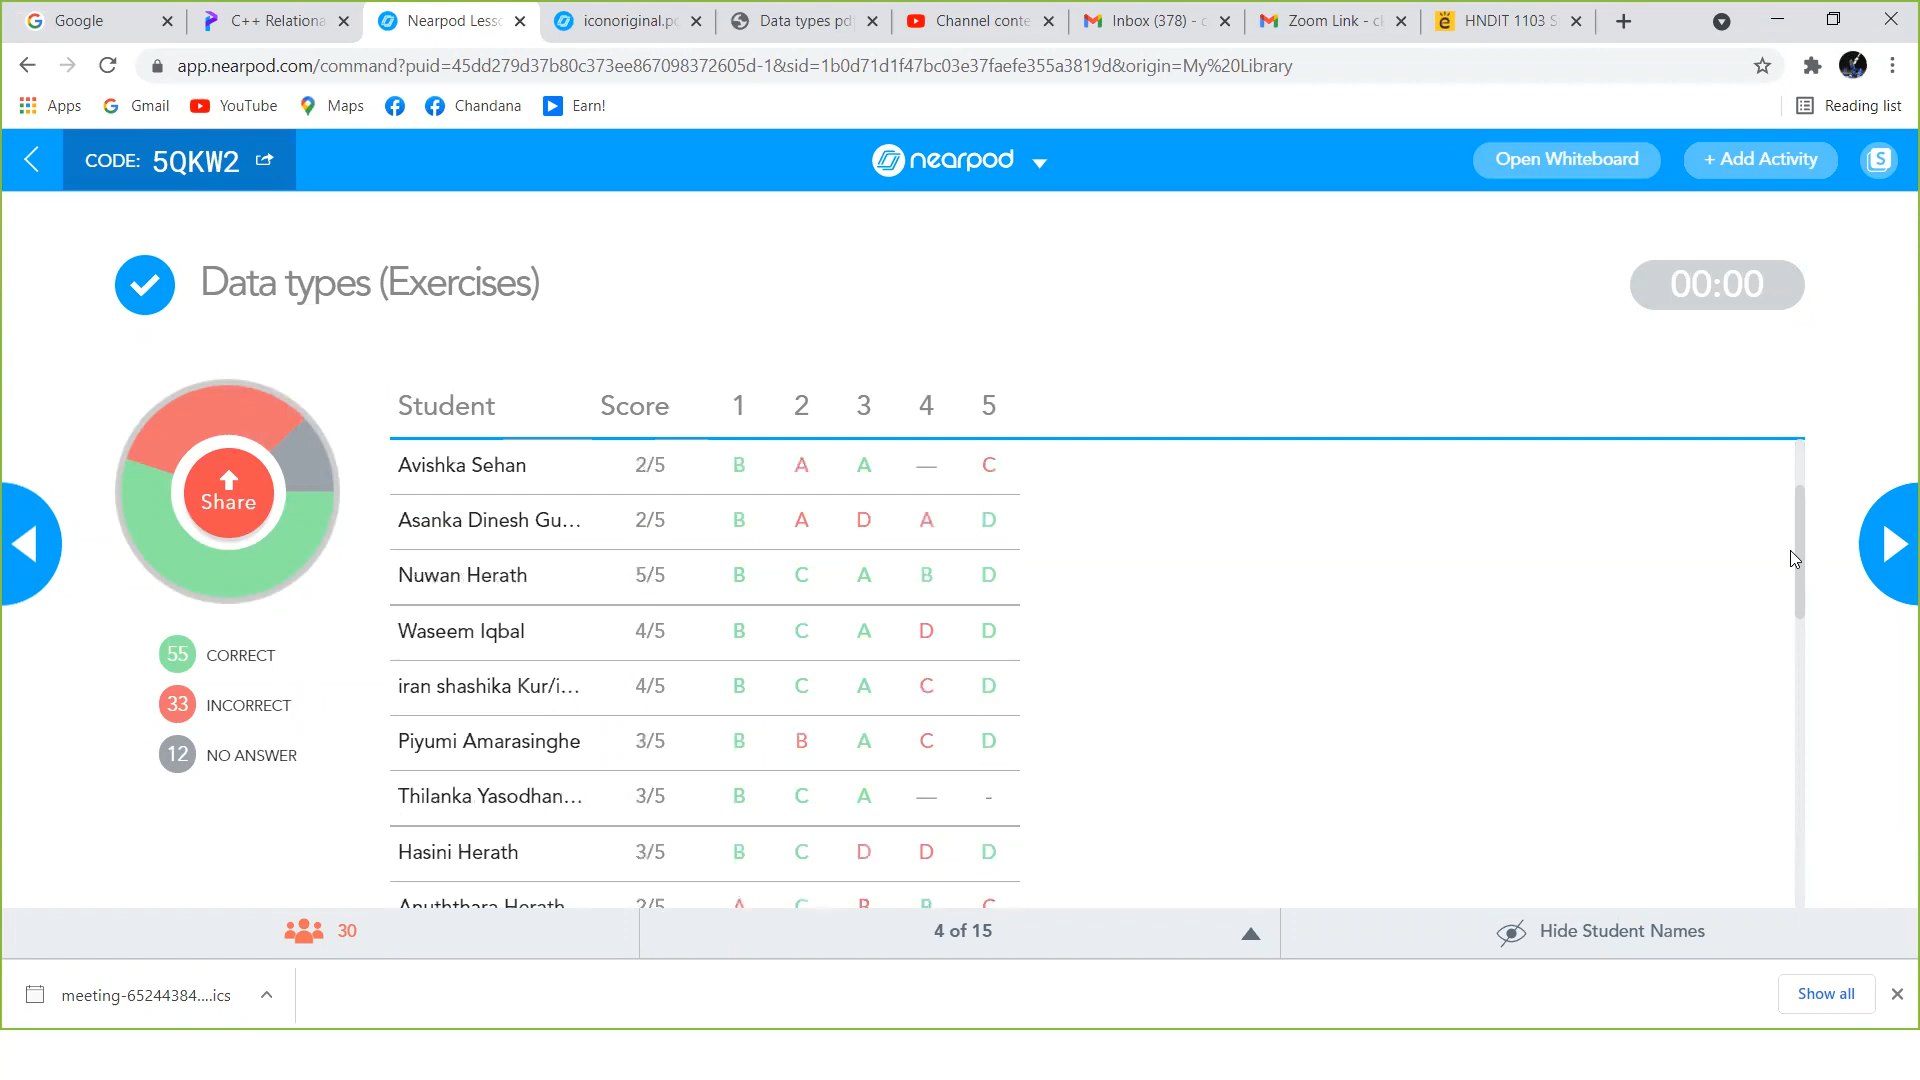 Google
C++ Relationa
Nearpod Lesso
iconoriginal.p
Data types pd
Channel conte
Inbox (378) - c
Zoom Link - c
HNDIT 1103 S
app.nearpod.com/command?puid=45dd279d37b80c373ee867098372605d-1&sid=1b0d71d1f47bc03e37faefe355a3819d&origin=My%20Library
Apps
Gmail
YouTube
Maps
Chandana
Earn!
Reading list
CODE: 5QKW2
nearpod
Open Whiteboard
+ Add Activity
S
Data types (Exercises)
00:00
Share
55 CORRECT
33 INCORRECT
12 NO ANSWER
Student Score 1 2 3 4 5
Avishka Sehan 2/5 B A A — C
Asanka Dinesh Gu... 2/5 B A D A D
Nuwan Herath 5/5 B C A B D
Waseem Iqbal 4/5 B C A D D
iran shashika Kur/i... 4/5 B C A C D
Piyumi Amarasinghe 3/5 B B A C D
Thilanka Yasodhan... 3/5 B C A — -
Hasini Herath 3/5 B C D D D
Anuththara Herath 2/5 A C B B C
30
4 of 15
Hide Student Names
meeting-65244384....ics
Show all